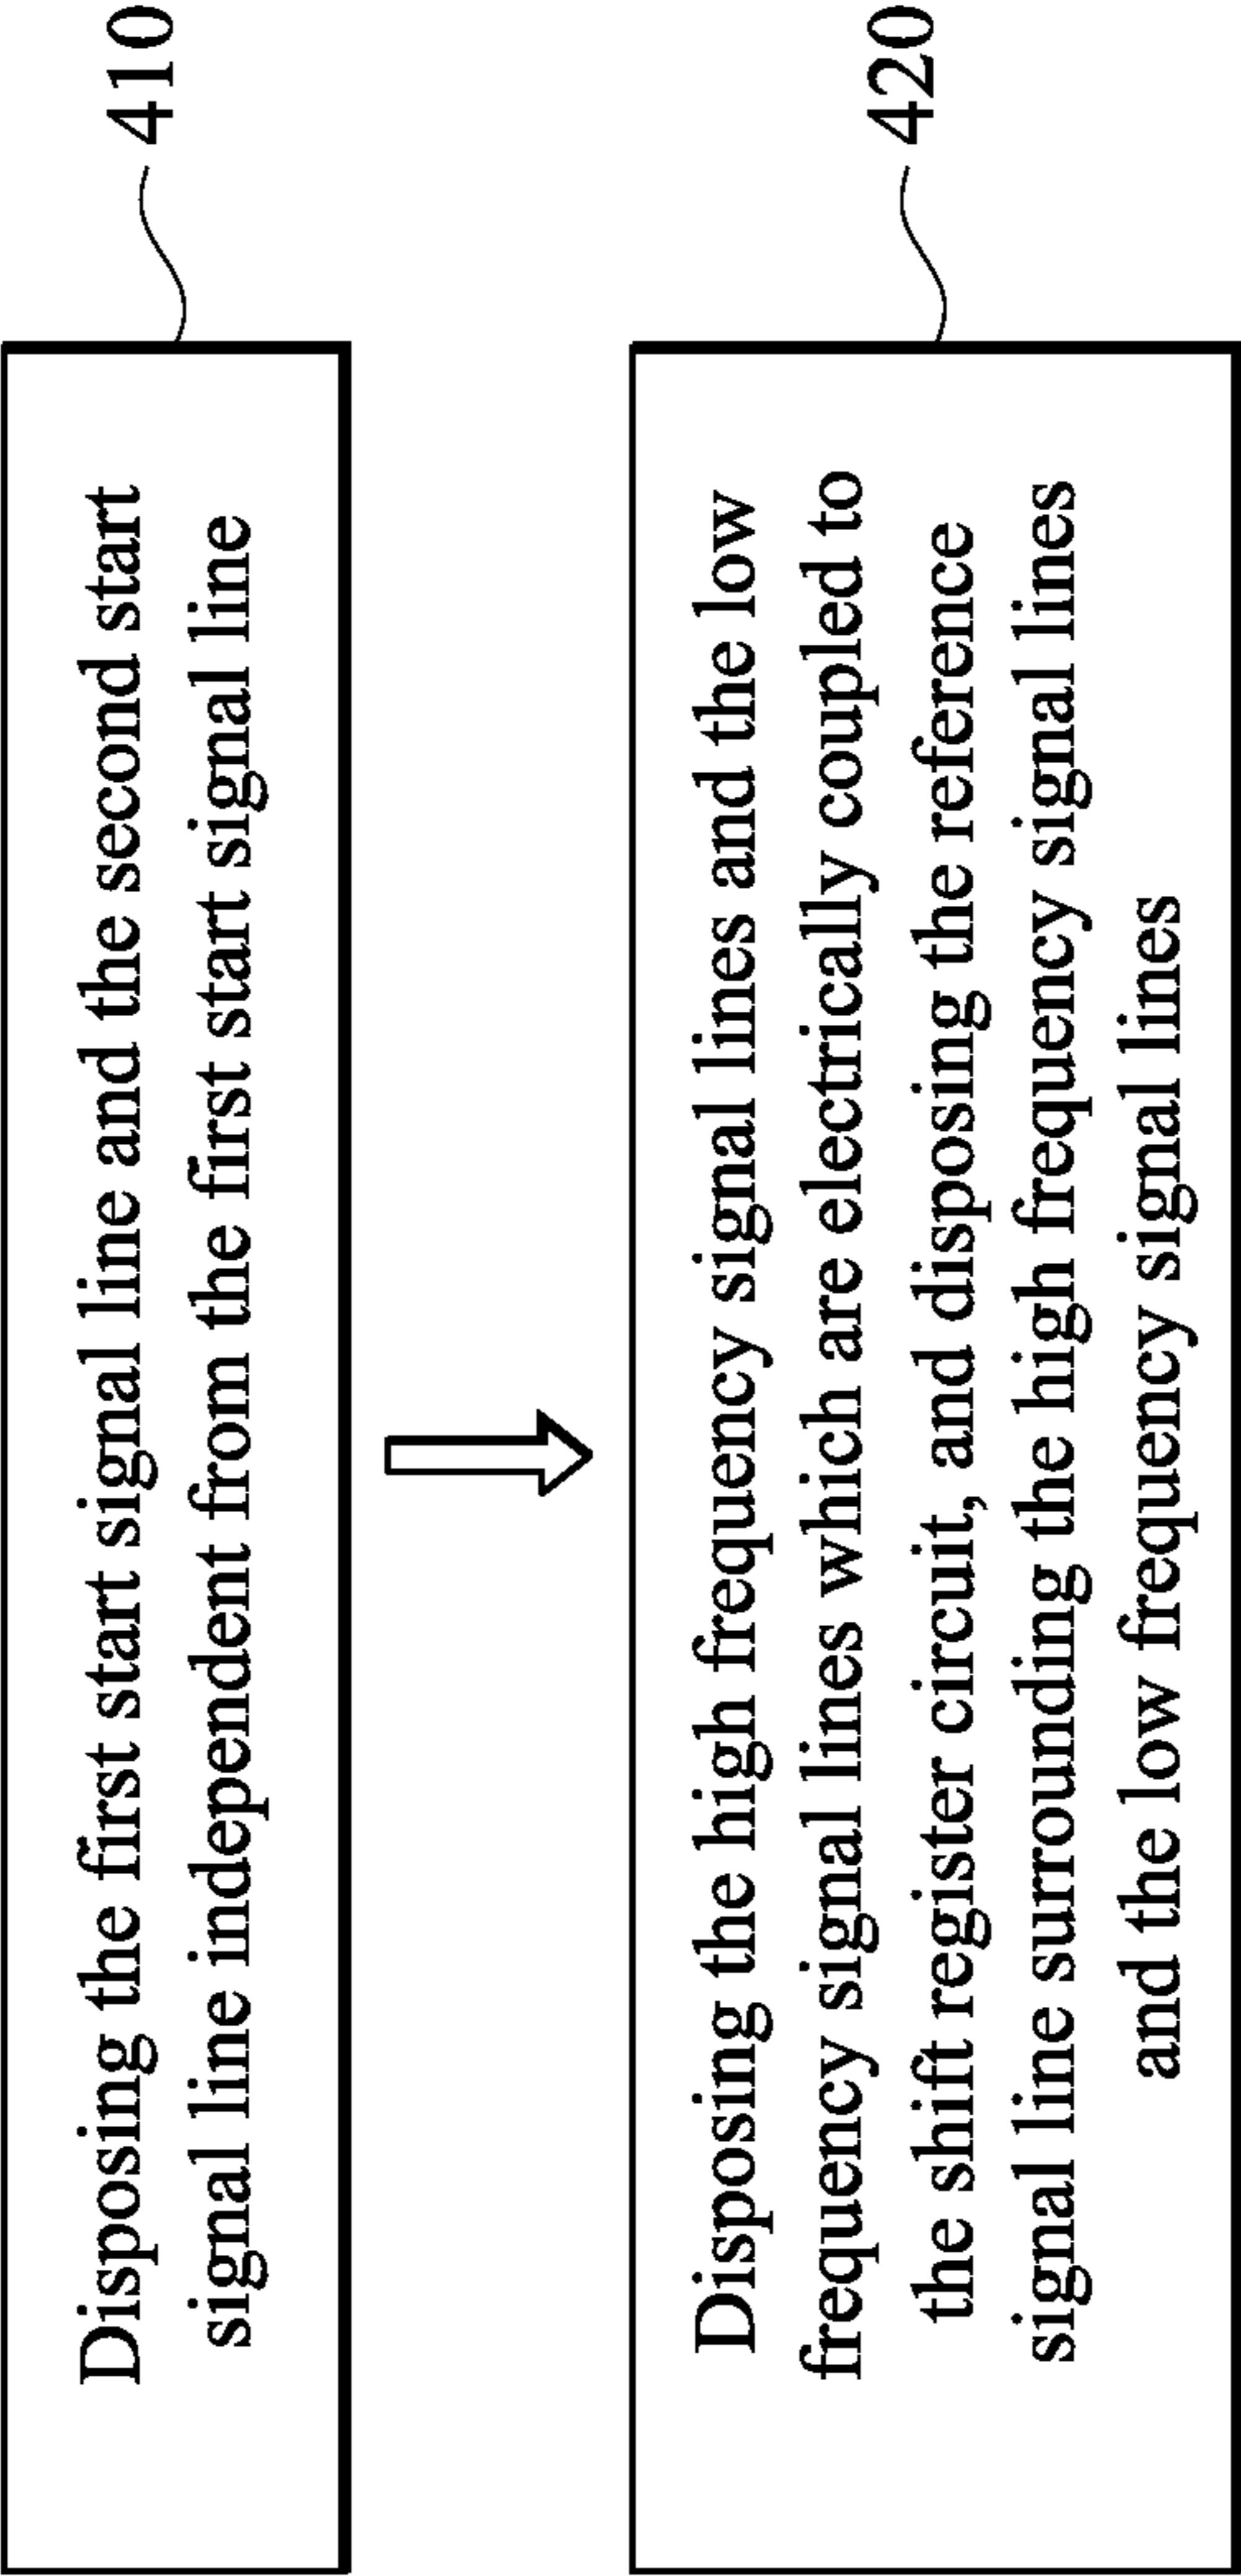 Disposing the first start signal line and the second start
signal line independent from the first start signal line
410
Disposing the high frequency signal lines and the low
frequency signal lines which are electrically coupled to
the shift register circuit, and disposing the reference
signal line surrounding the high frequency signal lines
and the low frequency signal lines
420